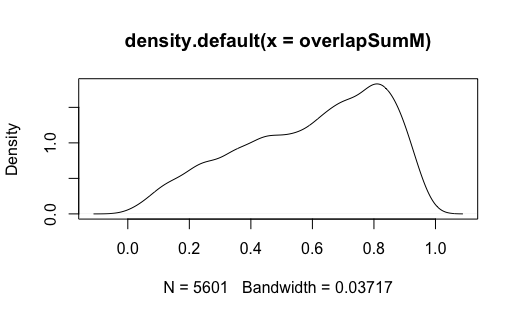 density.default(x = overlapSumM)
Density
0.0 1.0
0.0 0.2 0.4 0.6 0.8 1.0
N = 5601 Bandwidth = 0.03717